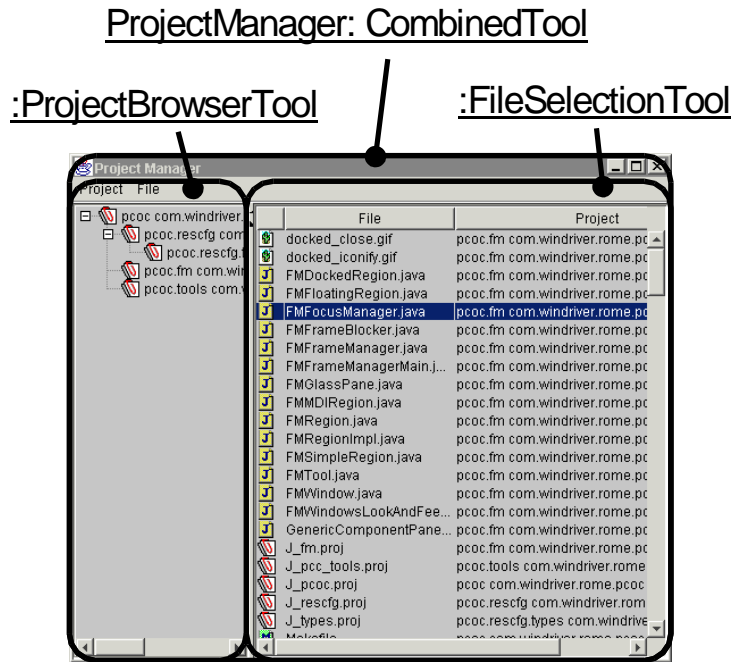 ProjectManager: CombinedTool
:ProjectBrowserTool
:FileSelectionTool
Project Manager
Project File
File Project
pcoc com.windriver.
pcoc.rescfg com
pcoc.rescfg.
pcoc.fm com.wi
pcoc.tools com.
docked_close.gif pcoc.fm com.windriver.rome.pc
docked_iconify.gif pcoc.fm com.windriver.rome.pc
FMDockedRegion.java pcoc.fm com.windriver.rome.pc
FMFloatingRegion.java pcoc.fm com.windriver.rome.pc
FMFocusManager.java pcoc.fm com.windriver.rome.pc
FMFrameBlocker.java pcoc.fm com.windriver.rome.pc
FMFrameManager.java pcoc.fm com.windriver.rome.pc
FMFrameManagerMain.j... pcoc.fm com.windriver.rome.pc
FMGlassPane.java pcoc.fm com.windriver.rome.pc
FMMDIRegion.java pcoc.fm com.windriver.rome.pc
FMRegion.java pcoc.fm com.windriver.rome.pc
FMRegionImpl.java pcoc.fm com.windriver.rome.pc
FMSimpleRegion.java pcoc.fm com.windriver.rome.pc
FMTool.java pcoc.fm com.windriver.rome.pc
FMWindow.java pcoc.fm com.windriver.rome.pc
FMWindowsLookAndFee... pcoc.fm com.windriver.rome.pc
GenericComponentPane... pcoc.fm com.windriver.rome.pc
J_fm.proj pcoc.fm com.windriver.rome.pc
J_pcc_tools.proj pcoc.tools com.windriver.rome
J_pcoc.proj pcoc com.windriver.rome.pcoc
J_rescfg.proj pcoc.rescfg com.windriver.rom
J_types.proj pcoc.rescfg.types com.windrive
Makefile pcoc com.windriver.rome.pcoc